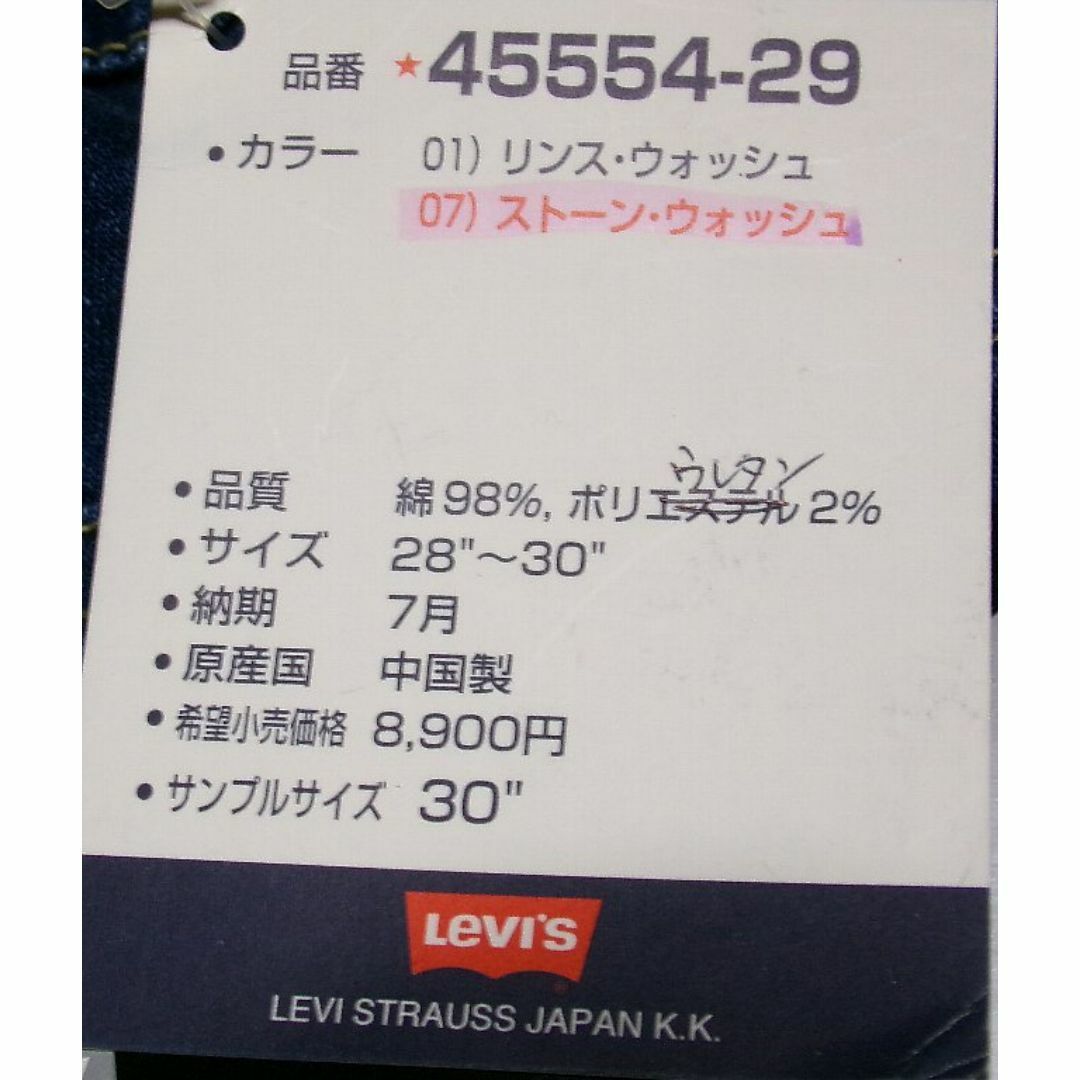 品番 ★45554-29
• カラー 01) リンス・ウォッシュ
07) ストーン・ウォッシュ
ウレタン
• 品質 綿98%, ポリエステル 2%
• サイズ 28"〜30"
• 納期 7月
• 原産国 中国製
• 希望小売価格 8,900円
• サンプルサイズ 30"
LEVI'S
LEVI STRAUSS JAPAN K.K.